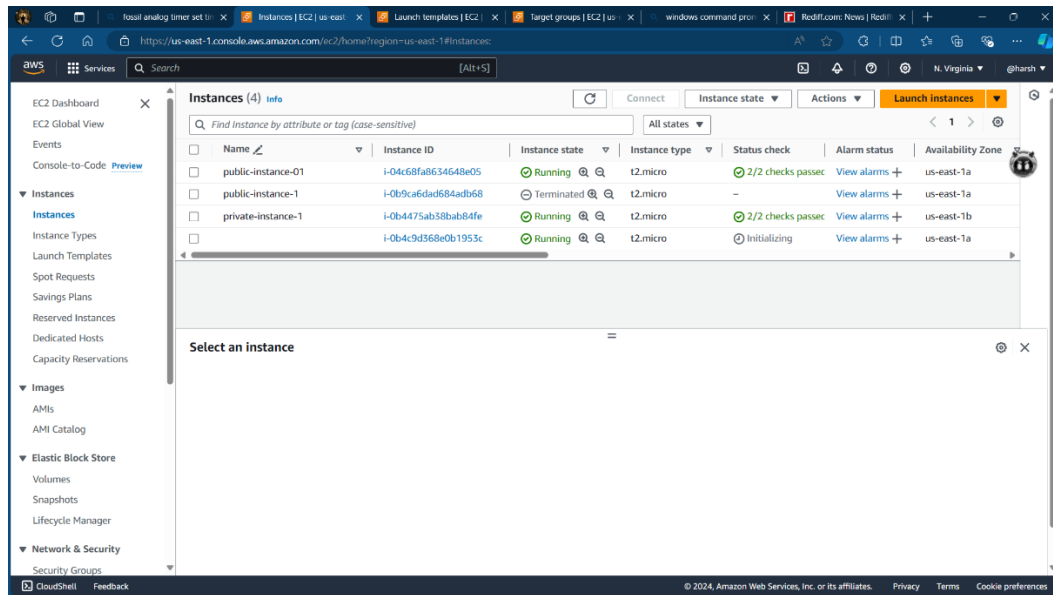 fossil analog timer set tin
Instances | EC2 | us-east
Launch templates | EC2 |
Target groups | EC2 | us-
windows command pron
Rediff.com: News | Rediff
https://us-east-1.console.aws.amazon.com/ec2/home?region=us-east-1#Instances:
aws Services Search [Alt+S] N. Virginia @harsh
EC2 Dashboard
EC2 Global View
Events
Console-to-Code Preview
Instances
Instances
Instance Types
Launch Templates
Spot Requests
Savings Plans
Reserved Instances
Dedicated Hosts
Capacity Reservations
Images
AMIs
AMI Catalog
Elastic Block Store
Volumes
Snapshots
Lifecycle Manager
Network & Security
Security Groups
Instances (4) Info Connect Instance state Actions Launch instances
Find Instance by attribute or tag (case-sensitive) All states 1
Name Instance ID Instance state Instance type Status check Alarm status Availability Zone
public-instance-01 i-04c68fa8634648e05 Running t2.micro 2/2 checks passec View alarms + us-east-1a
public-instance-1 i-0b9ca6dad684adb68 Terminated t2.micro – View alarms + us-east-1a
private-instance-1 i-0b4475ab38bab84fe Running t2.micro 2/2 checks passec View alarms + us-east-1b
i-0b4c9d368e0b1953c Running t2.micro Initializing View alarms + us-east-1a
Select an instance
CloudShell Feedback © 2024, Amazon Web Services, Inc. or its affiliates. Privacy Terms Cookie preferences